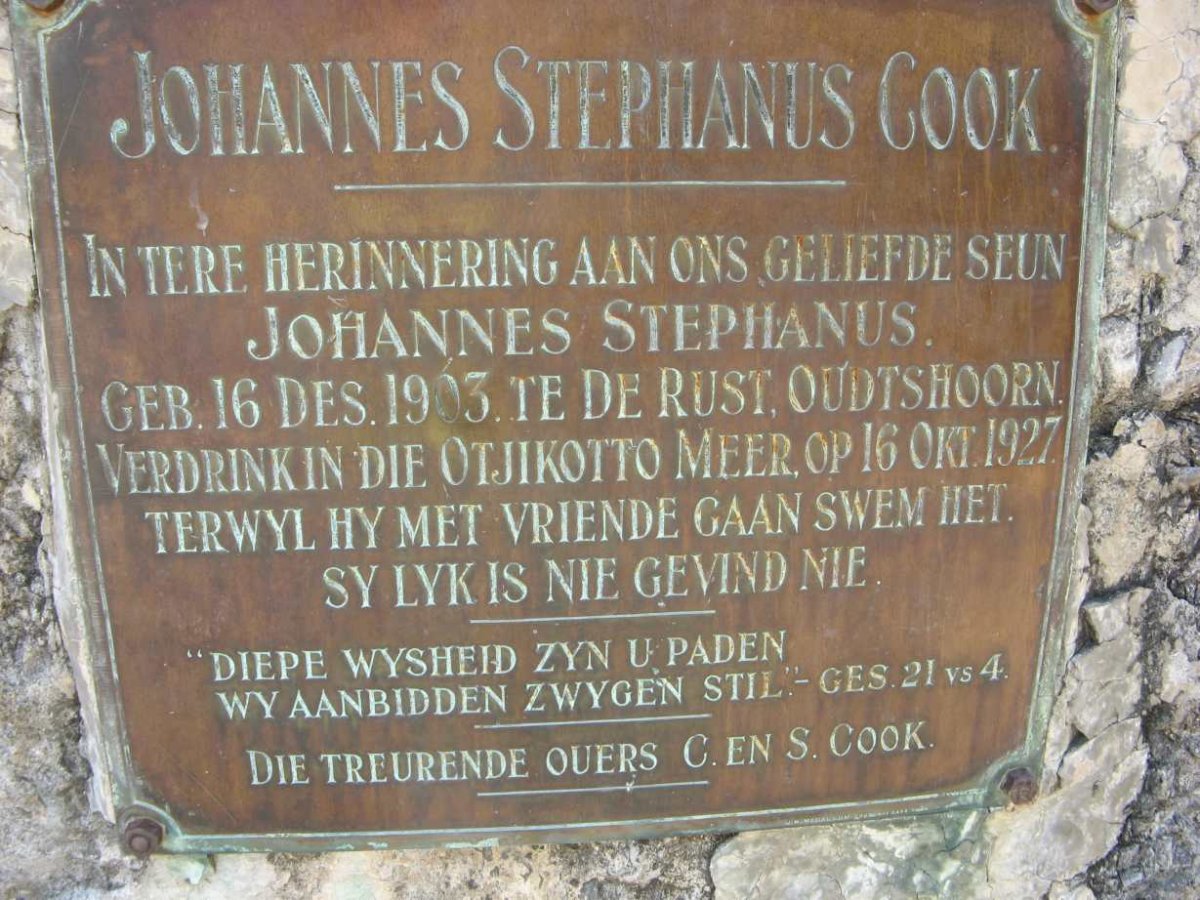 JOHANNES STEPHANUS COOK.
IN TERE HERINNERING AAN ONS GELIEFDE SEUN
JOHANNES STEPHANUS.
GEB. 16 DES. 1903. TE DE RUST, OUDTSHOORN.
VERDRINK IN DIE OTJIKOTTO MEER, OP 16 OKT. 1927.
TERWYL HY MET VRIENDE GAAN SWEM HET.
SY LYK IS NIE GEVIND NIE.
"DIEPE WYSHEID ZYN U PADEN
WY AANBIDDEN ZWYGEN STIL." - GES. 21 VS 4.
DIE TREURENDE OUERS C. EN S. COOK.